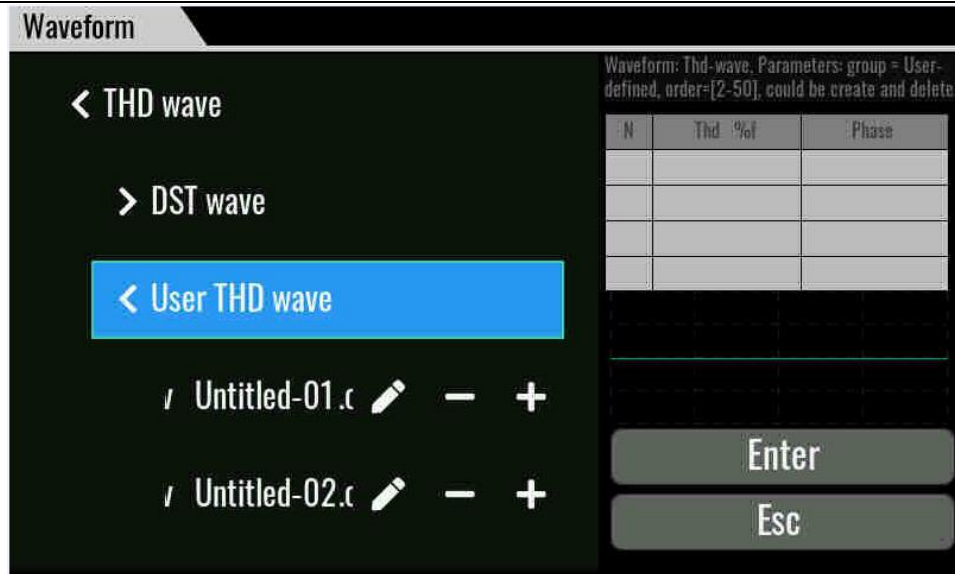 Waveform
THD wave
DST wave
User THD wave
Untitled-01.c
Untitled-02.c
Waveform: Thd-wave, Parameters: group = User-
defined, order=[2-50], could be create and delete
N Thd %f Phase
Enter
Esc